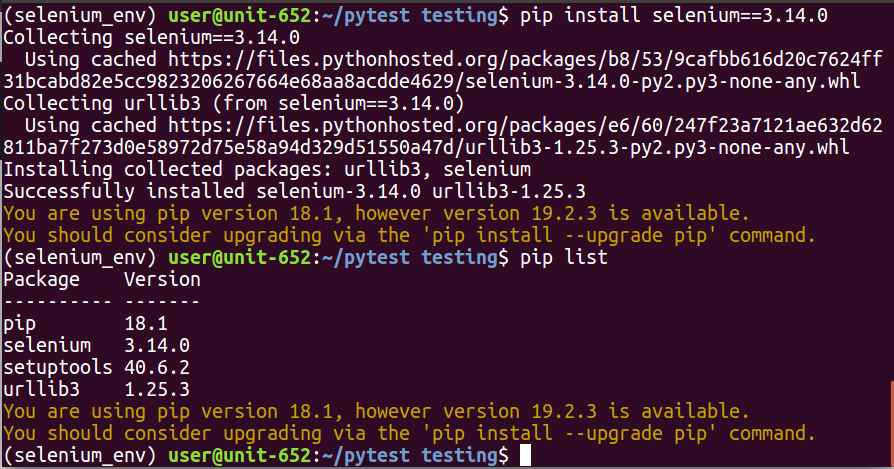 (selenium_env) user@unit-652:~/pytest testing$ pip install selenium==3.14.0
Collecting selenium==3.14.0
  Using cached https://files.pythonhosted.org/packages/b8/53/9cafbb616d20c7624ff
31bcabd82e5cc9823206267664e68aa8acdde4629/selenium-3.14.0-py2.py3-none-any.whl
Collecting urllib3 (from selenium==3.14.0)
  Using cached https://files.pythonhosted.org/packages/e6/60/247f23a7121ae632d62
811ba7f273d0e58972d75e58a94d329d51550a47d/urllib3-1.25.3-py2.py3-none-any.whl
Installing collected packages: urllib3, selenium
Successfully installed selenium-3.14.0 urllib3-1.25.3
You are using pip version 18.1, however version 19.2.3 is available.
You should consider upgrading via the 'pip install --upgrade pip' command.
(selenium_env) user@unit-652:~/pytest testing$ pip list
Package    Version
---------- -------
pip        18.1
selenium   3.14.0
setuptools 40.6.2
urllib3    1.25.3
You are using pip version 18.1, however version 19.2.3 is available.
You should consider upgrading via the 'pip install --upgrade pip' command.
(selenium_env) user@unit-652:~/pytest testing$